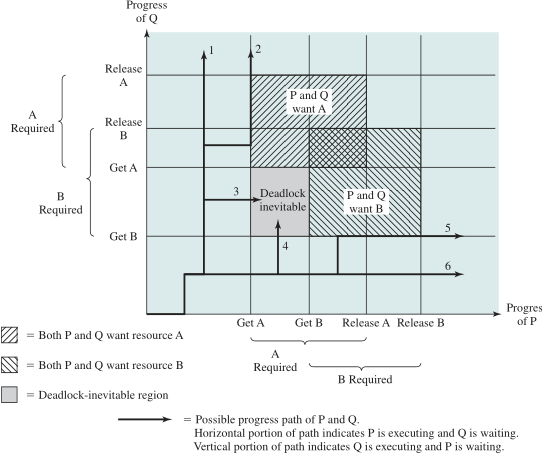 Progress
of Q
1
2
Release
A
P and Q
want A
A
Required
Release
B
Get A
B
Required
3
Deadlock
inevitable
P and Q
want B
Get B
4
5
6
Progress
of P
Get A
Get B
Release A
Release B
A
Required
B Required
= Both P and Q want resource A
= Both P and Q want resource B
= Deadlock-inevitable region
= Possible progress path of P and Q.
Horizontal portion of path indicates P is executing and Q is waiting.
Vertical portion of path indicates Q is executing and P is waiting.